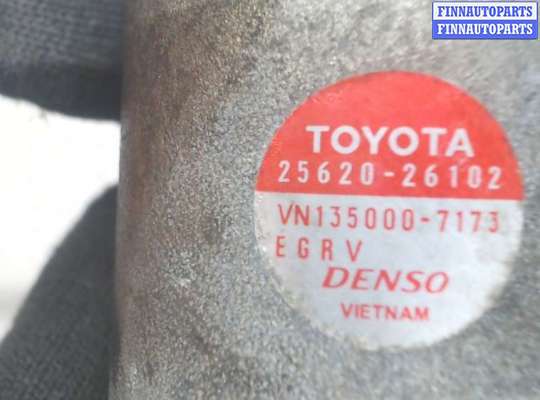 FINNAUTOPARTS
FINNAUTOPARTS
TOYOTA
25620-26102
VN135000-7173
EGRV
DENSO
VIETNAM